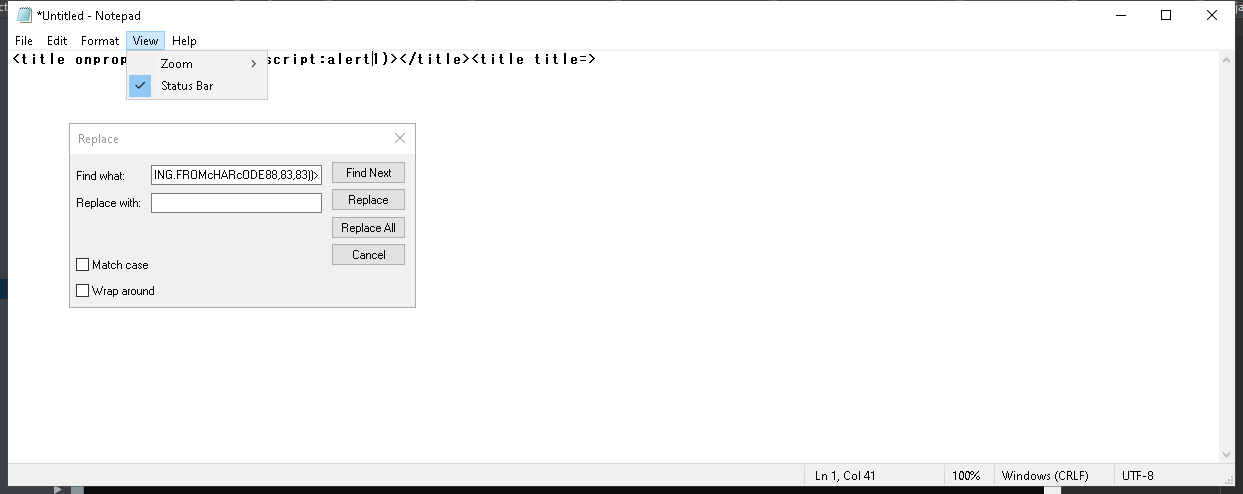 *Untitled - Notepad
File Edit Format View Help
<title onprop script:alert1)></title><title title=>
Zoom
Status Bar
Replace
Find what: ING.FROMcHARcODE88,83,83))> Find Next
Replace with: Replace
Replace All
Cancel
Match case
Wrap around
Ln 1, Col 41 100% Windows (CRLF) UTF-8